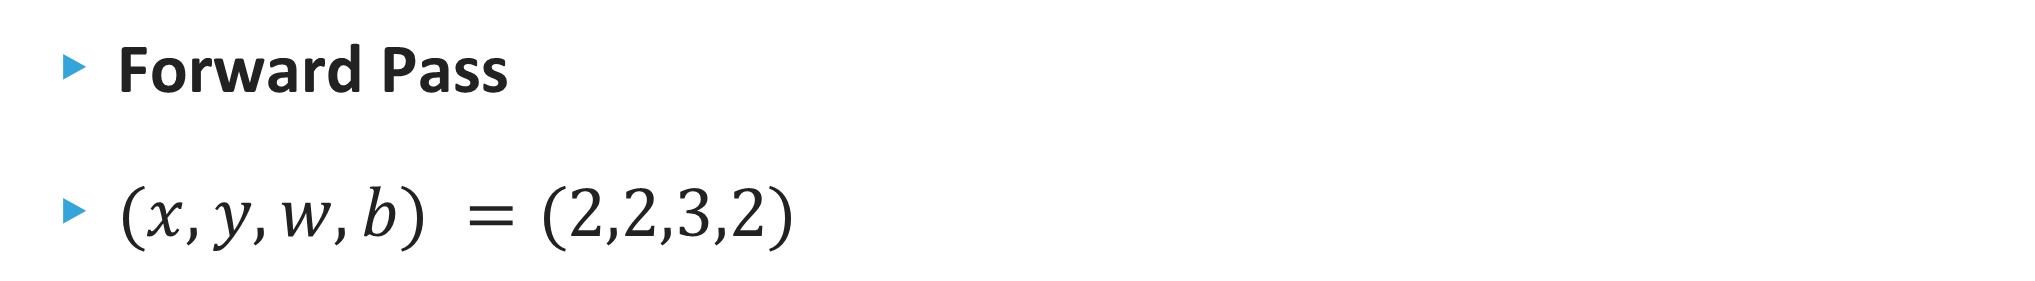 ▸ Forward Pass
▸ (x, y, w, b) = (2,2,3,2)